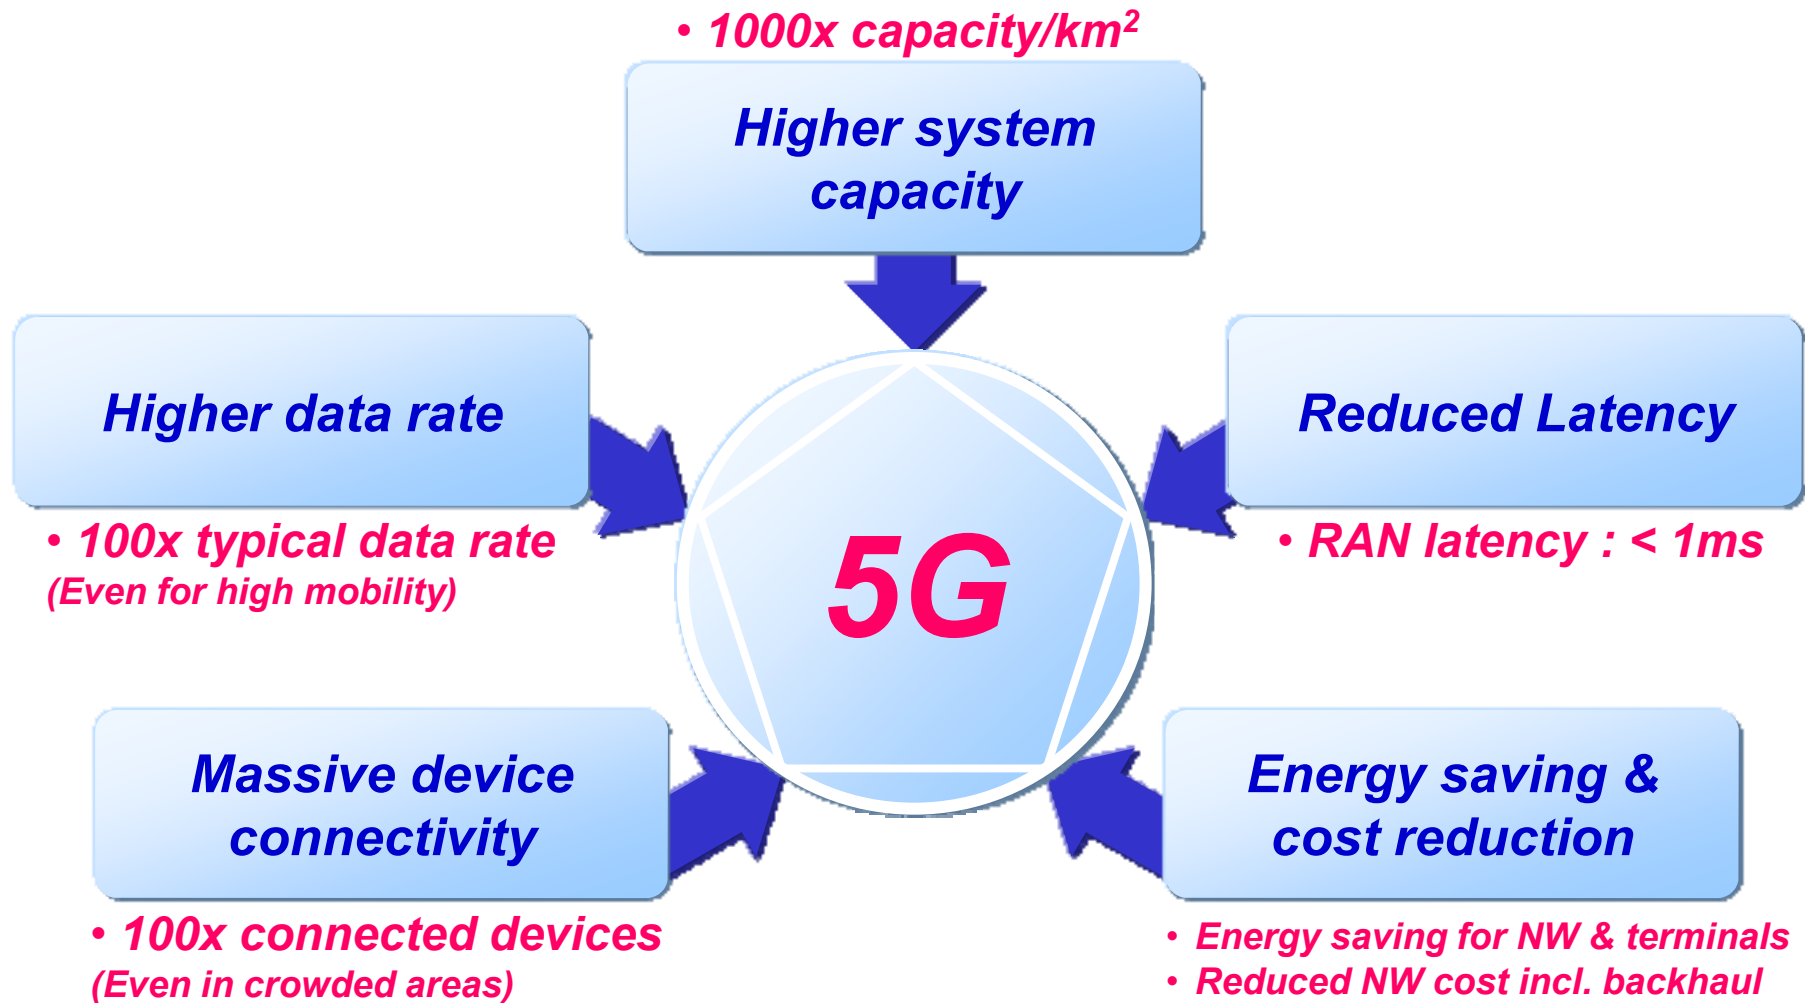 • 1000x capacity/km²
Higher system
capacity
Higher data rate
• 100x typical data rate
(Even for high mobility)
Reduced Latency
• RAN latency : < 1ms
5G
Massive device
connectivity
• 100x connected devices
(Even in crowded areas)
Energy saving &
cost reduction
• Energy saving for NW & terminals
• Reduced NW cost incl. backhaul